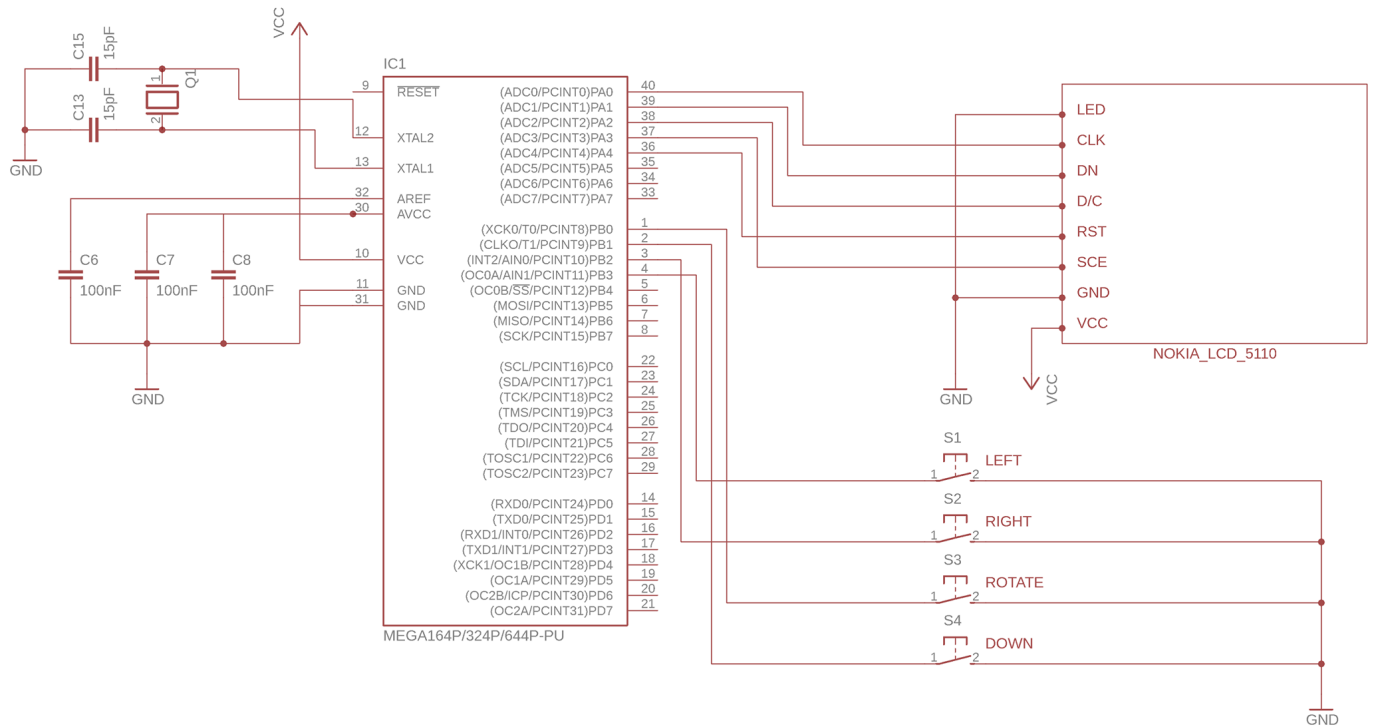 VCC
C15
15pF
1
Q1
C13
15pF
2
GND
C6
100nF
C7
100nF
C8
100nF
GND
IC1
9 RESET
12 XTAL2
13 XTAL1
32 AREF
30 AVCC
10 VCC
11 GND
31 GND
(ADC0/PCINT0)PA0 40
(ADC1/PCINT1)PA1 39
(ADC2/PCINT2)PA2 38
(ADC3/PCINT3)PA3 37
(ADC4/PCINT4)PA4 36
(ADC5/PCINT5)PA5 35
(ADC6/PCINT6)PA6 34
(ADC7/PCINT7)PA7 33
(XCK0/T0/PCINT8)PB0 1
(CLKO/T1/PCINT9)PB1 2
(INT2/AIN0/PCINT10)PB2 3
(OC0A/AIN1/PCINT11)PB3 4
(OC0B/SS/PCINT12)PB4 5
(MOSI/PCINT13)PB5 6
(MISO/PCINT14)PB6 7
(SCK/PCINT15)PB7 8
(SCL/PCINT16)PC0 22
(SDA/PCINT17)PC1 23
(TCK/PCINT18)PC2 24
(TMS/PCINT19)PC3 25
(TDO/PCINT20)PC4 26
(TDI/PCINT21)PC5 27
(TOSC1/PCINT22)PC6 28
(TOSC2/PCINT23)PC7 29
(RXD0/PCINT24)PD0 14
(TXD0/PCINT25)PD1 15
(RXD1/INT0/PCINT26)PD2 16
(TXD1/INT1/PCINT27)PD3 17
(XCK1/OC1B/PCINT28)PD4 18
(OC1A/PCINT29)PD5 19
(OC2B/ICP/PCINT30)PD6 20
(OC2A/PCINT31)PD7 21
MEGA164P/324P/644P-PU
LED
CLK
DN
D/C
RST
SCE
GND
VCC
NOKIA_LCD_5110
GND
VCC
S1
LEFT
1 2
S2
RIGHT
1 2
S3
ROTATE
1 2
S4
DOWN
1 2
GND